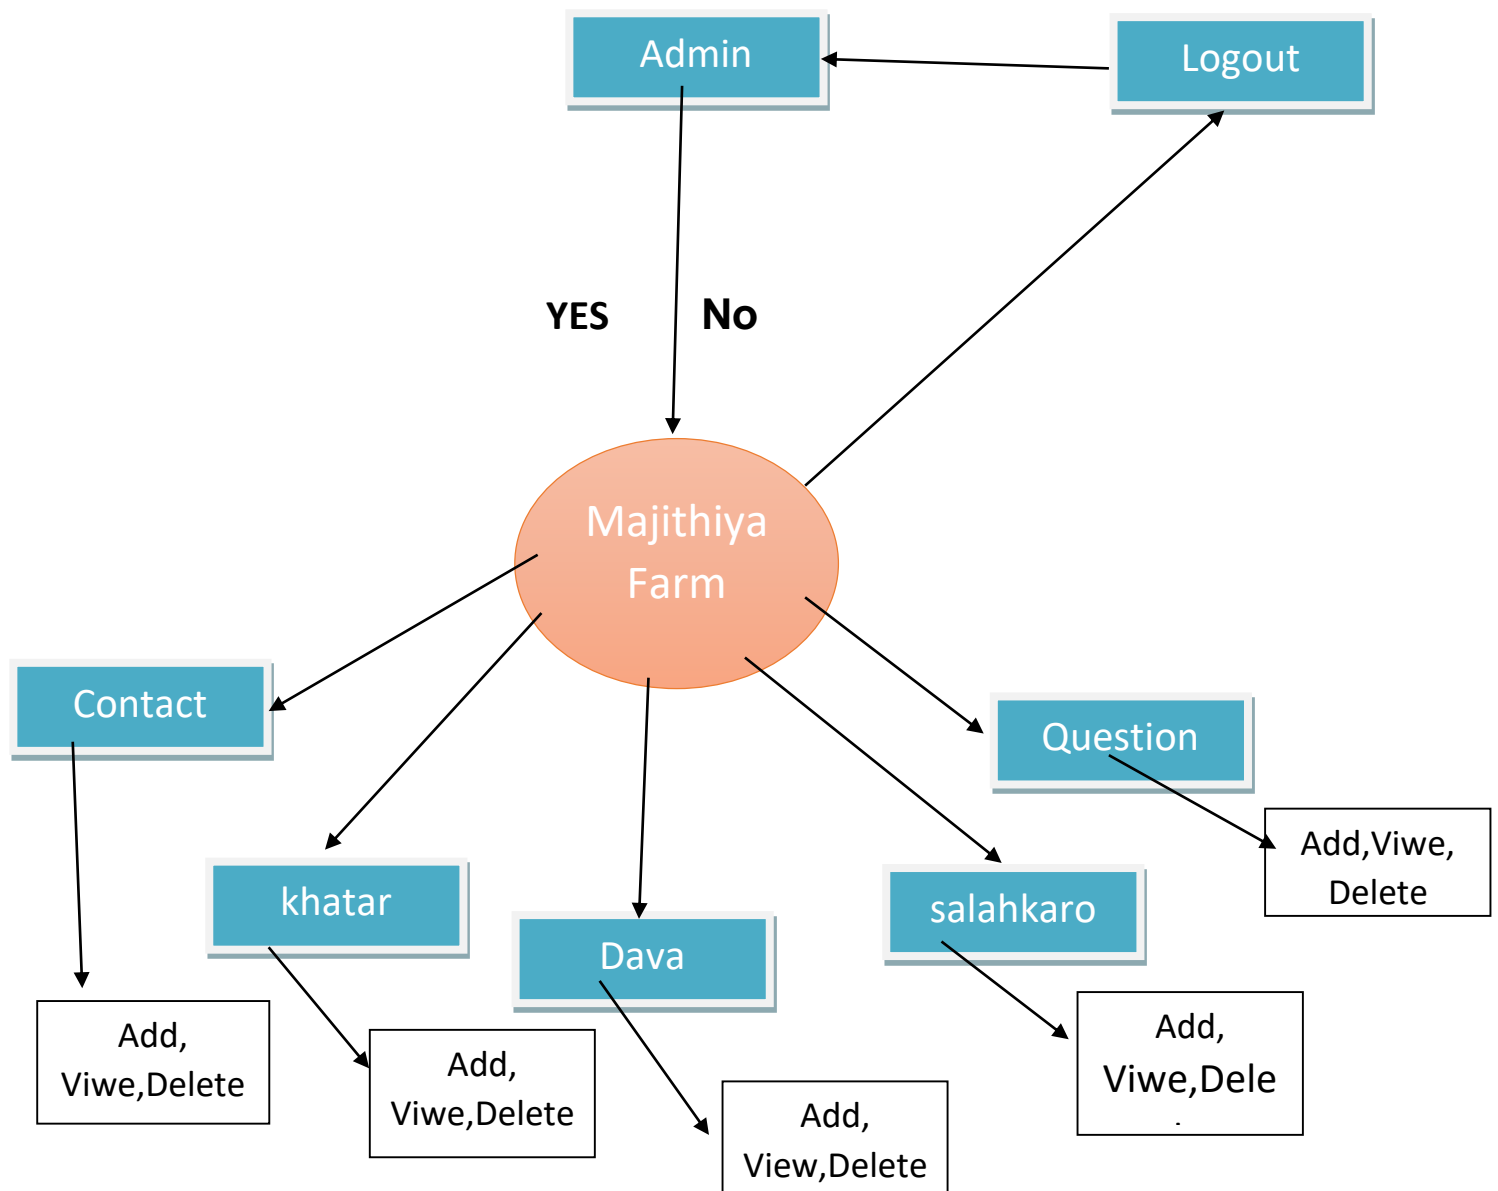 Admin
Logout
YES
No
Majithiya
Farm
Contact
Question
khatar
salahkaro
Dava
Add,Viwe,
Delete
Add,
Viwe,Delete
Add,
Viwe,Delete
Add,
View,Delete
Add,
Viwe,Dele